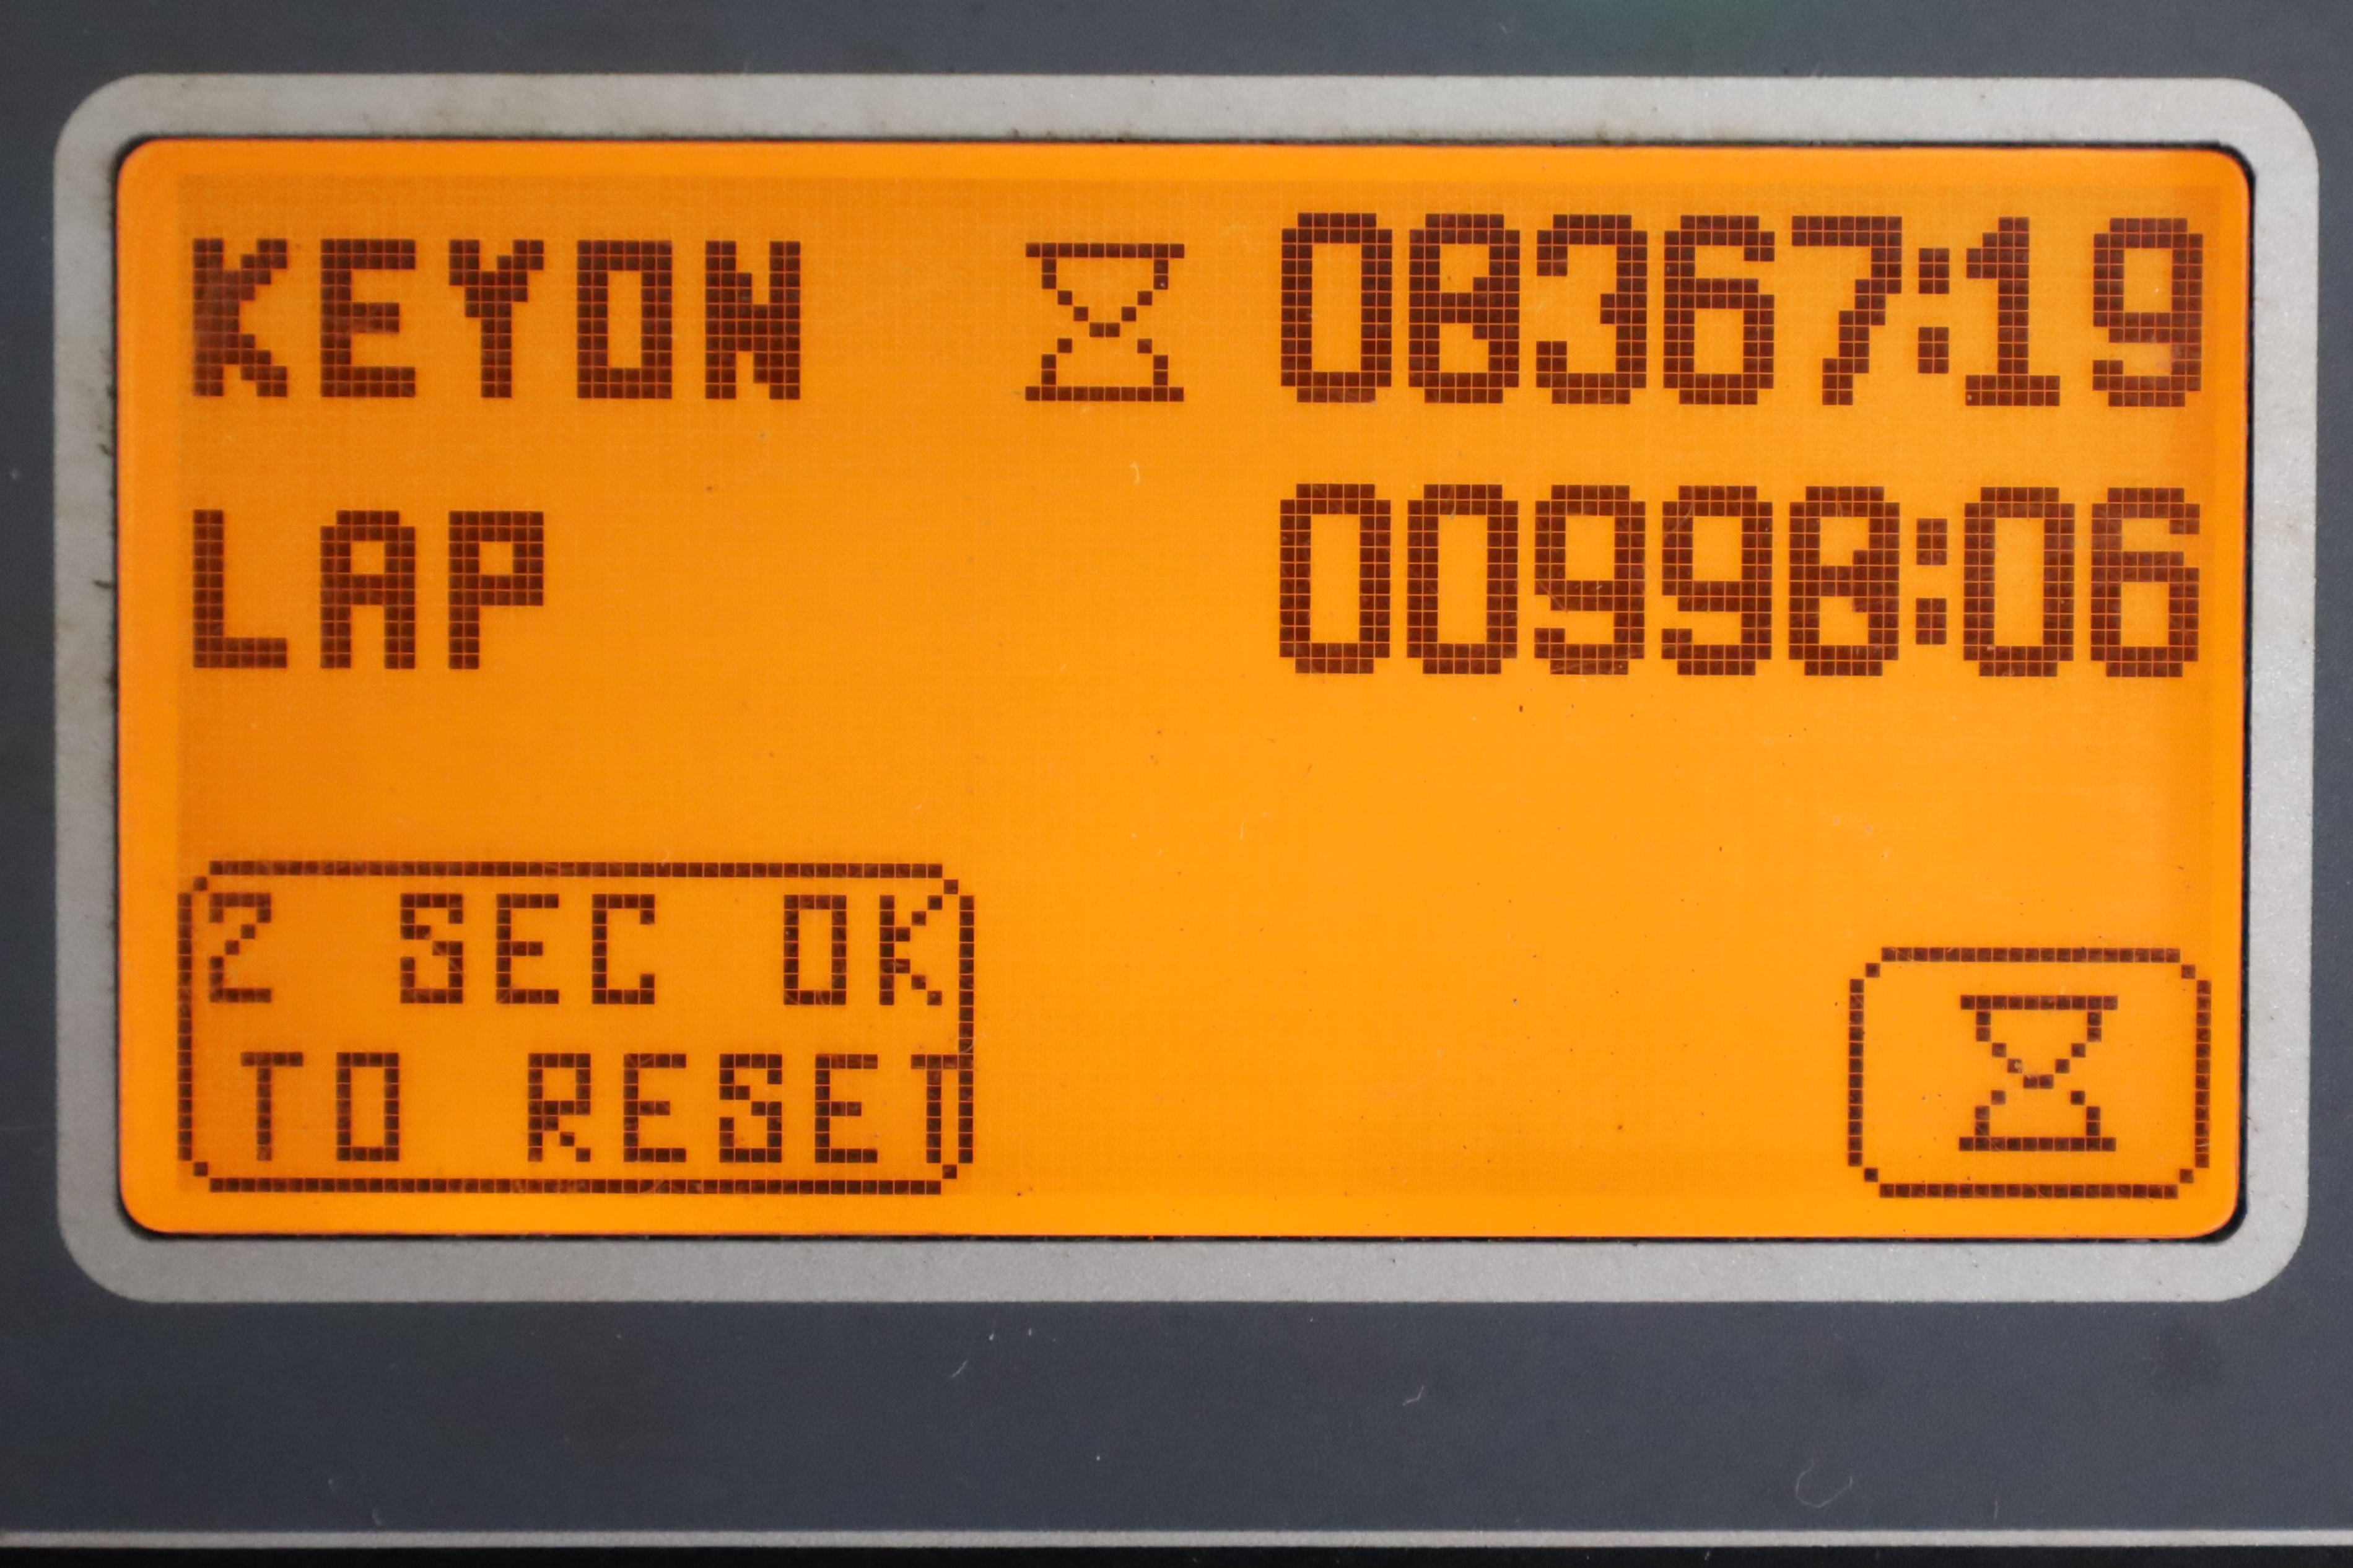 KEYON 08367:19
LAP 00998:06
2 SEC OK
TO RESET